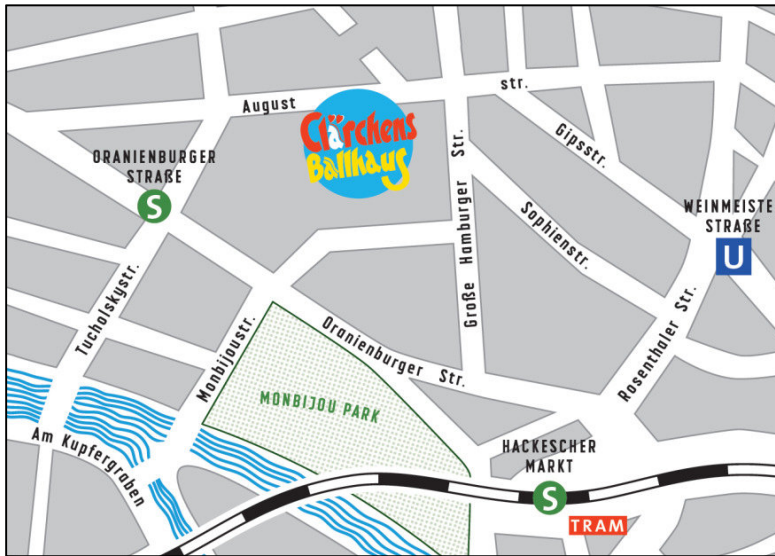 August
str.
Clärchens
Ballhaus
Gipsstr.
ORANIENBURGER
STRAßE
S
Große Hamburger Str.
Sophienstr.
WEINMEISTE
STRAßE
U
Tucholskystr.
Monbijoustr.
Oranienburger Str.
Rosenthaler Str.
MONBIJOU PARK
Am Kupfergraben
HACKESCHER
MARKT
S
TRAM